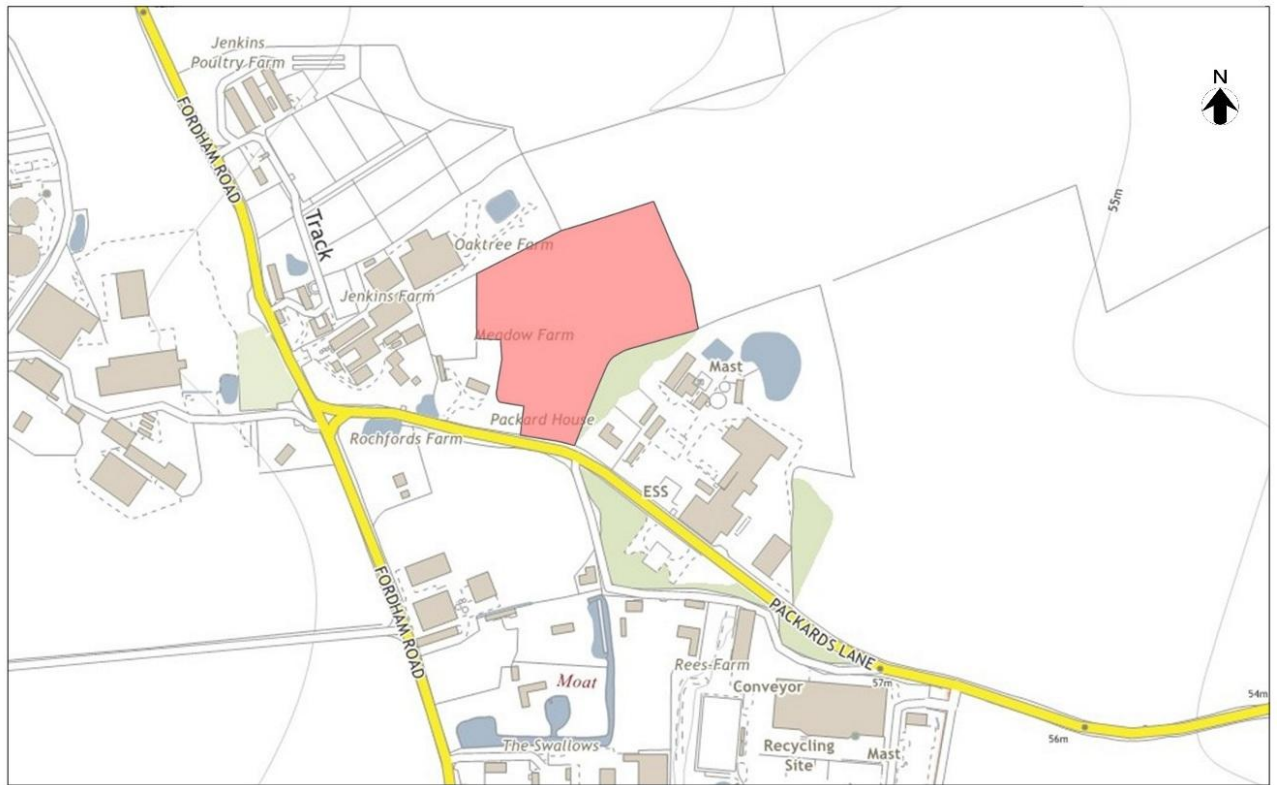 Jenkins
Poultry Farm
N
FORDHAM ROAD
Track
55m
Oaktree Farm
Jenkins Farm
Meadow Farm
Mast
Packard House
Rochfords Farm
ESS
FORDHAM ROAD
PACKARDS LANE
Rees-Farm
Moat
Conveyor
57m
54m
56m
The Swallows
Recycling
Site
Mast